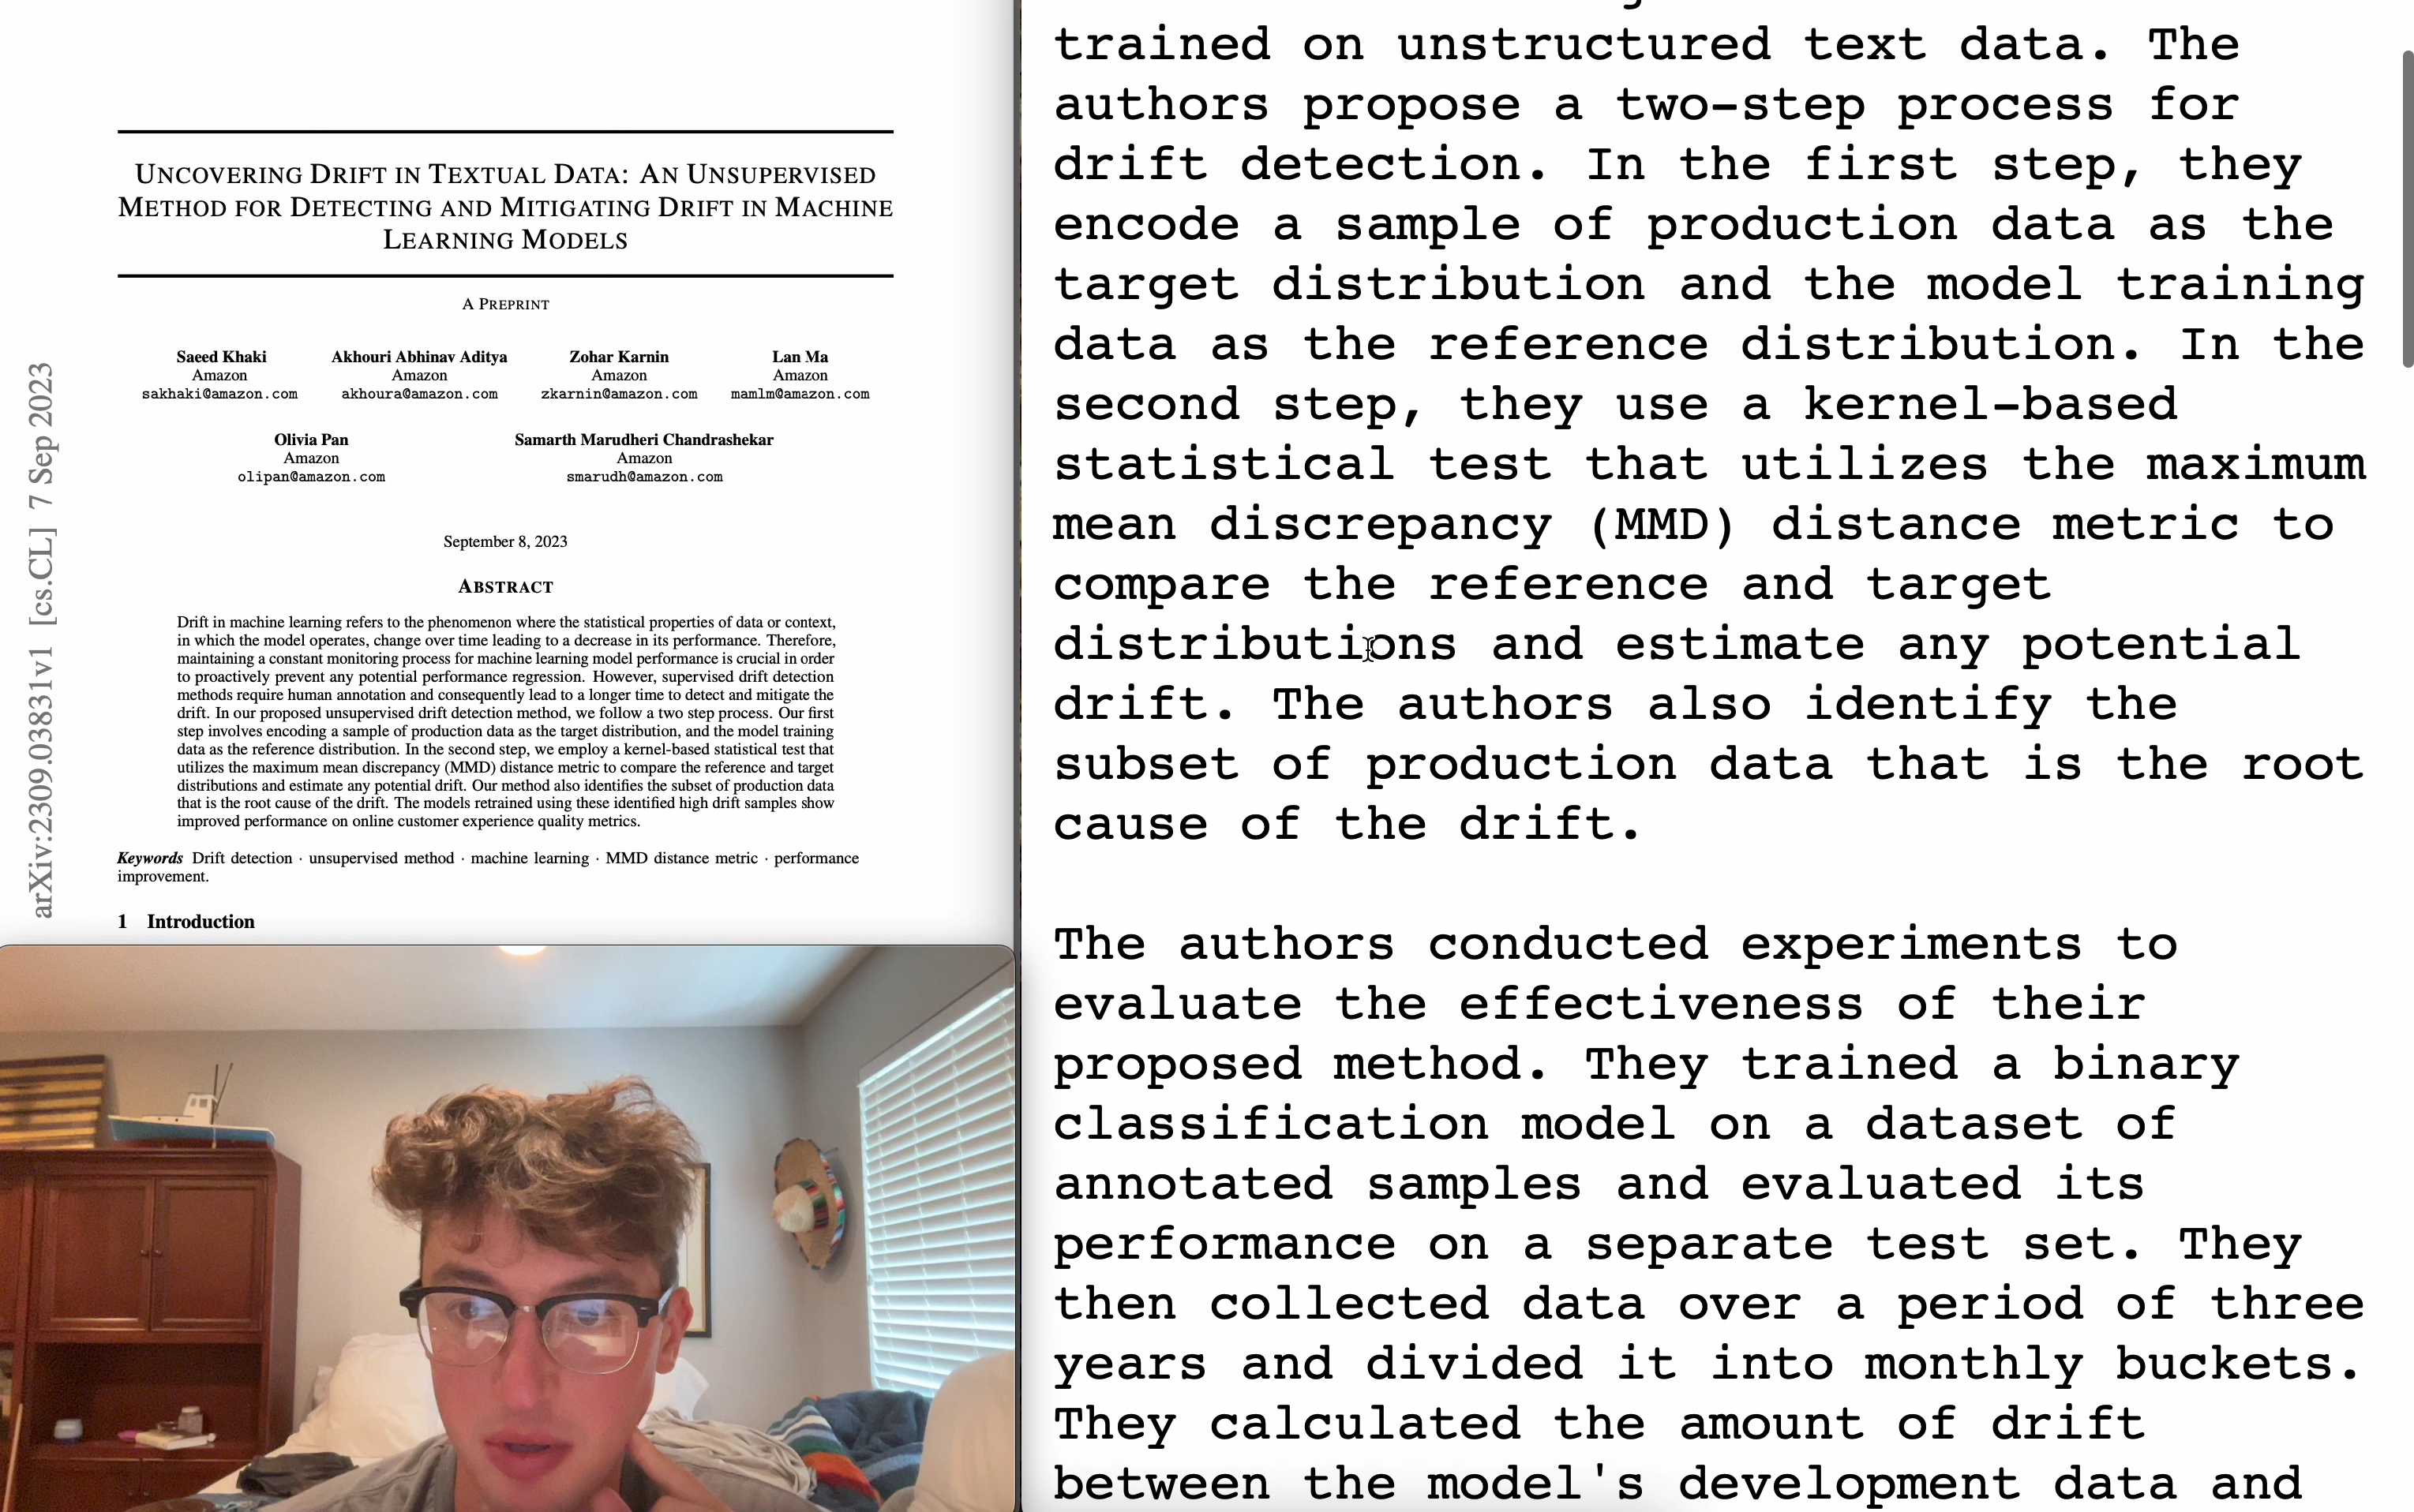 UNCOVERING DRIFT IN TEXTUAL DATA: AN UNSUPERVISED
METHOD FOR DETECTING AND MITIGATING DRIFT IN MACHINE
LEARNING MODELS
A PREPRINT
Saeed Khaki
Amazon
sakhaki@amazon.com
Akhouri Abhinav Aditya
Amazon
akhoura@amazon.com
Zohar Karnin
Amazon
zkarnin@amazon.com
Lan Ma
Amazon
mamlm@amazon.com
Olivia Pan
Amazon
olipan@amazon.com
Samarth Marudheri Chandrashekar
Amazon
smarudh@amazon.com
September 8, 2023
ABSTRACT
Drift in machine learning refers to the phenomenon where the statistical properties of data or context,
in which the model operates, change over time leading to a decrease in its performance. Therefore,
maintaining a constant monitoring process for machine learning model performance is crucial in order
to proactively prevent any potential performance regression. However, supervised drift detection
methods require human annotation and consequently lead to a longer time to detect and mitigate the
drift. In our proposed unsupervised drift detection method, we follow a two step process. Our first
step involves encoding a sample of production data as the target distribution, and the model training
data as the reference distribution. In the second step, we employ a kernel-based statistical test that
utilizes the maximum mean discrepancy (MMD) distance metric to compare the reference and target
distributions and estimate any potential drift. Our method also identifies the subset of production data
that is the root cause of the drift. The models retrained using these identified high drift samples show
improved performance on online customer experience quality metrics.
Keywords Drift detection · unsupervised method · machine learning · MMD distance metric · performance
improvement.
1 Introduction
arXiv:2309.03831v1 [cs.CL] 7 Sep 2023
trained on unstructured text data. The
authors propose a two-step process for
drift detection. In the first step, they
encode a sample of production data as the
target distribution and the model training
data as the reference distribution. In the
second step, they use a kernel-based
statistical test that utilizes the maximum
mean discrepancy (MMD) distance metric to
compare the reference and target
distributions and estimate any potential
drift. The authors also identify the
subset of production data that is the root
cause of the drift.
The authors conducted experiments to
evaluate the effectiveness of their
proposed method. They trained a binary
classification model on a dataset of
annotated samples and evaluated its
performance on a separate test set. They
then collected data over a period of three
years and divided it into monthly buckets.
They calculated the amount of drift
between the model's development data and